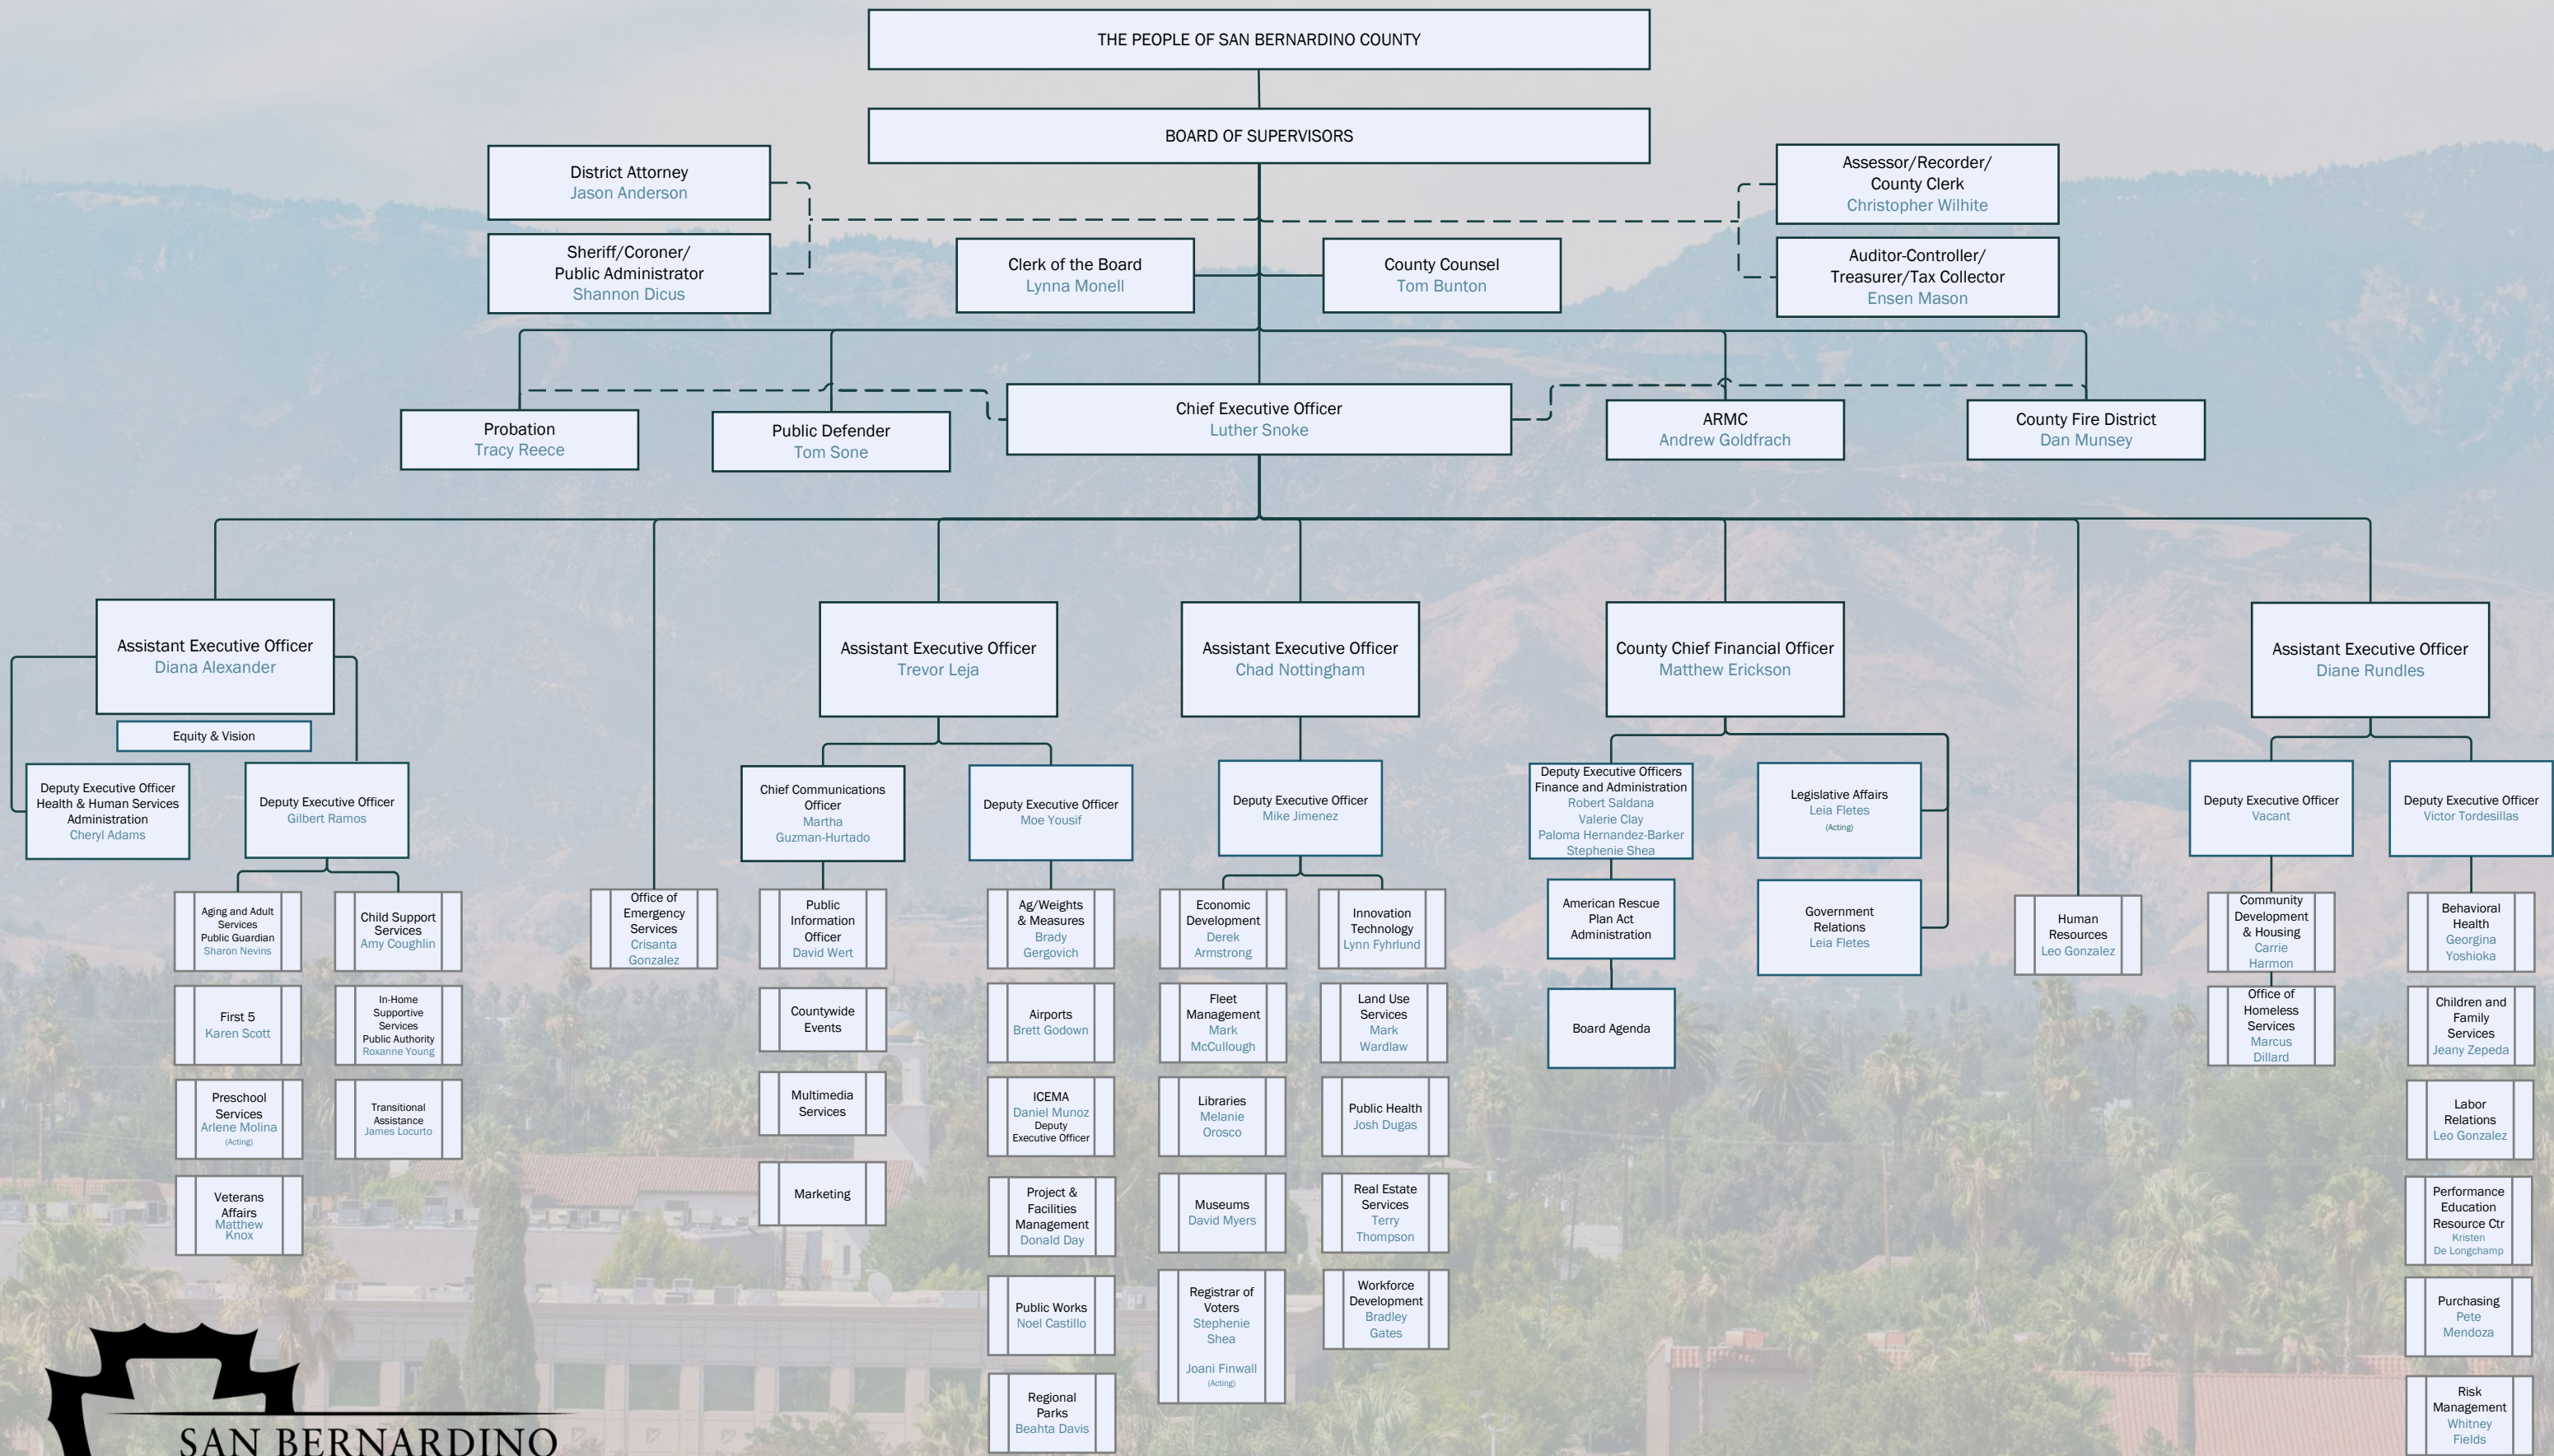 THE PEOPLE OF SAN BERNARDINO COUNTY
BOARD OF SUPERVISORS
District Attorney
Jason Anderson
Sheriff/Coroner/
Public Administrator
Shannon Dicus
Clerk of the Board
Lynna Monell
County Counsel
Tom Bunton
Assessor/Recorder/
County Clerk
Christopher Wilhite
Auditor-Controller/
Treasurer/Tax Collector
Ensen Mason
Probation
Tracy Reece
Public Defender
Tom Sone
Chief Executive Officer
Luther Snoke
ARMC
Andrew Goldfrach
County Fire District
Dan Munsey
Assistant Executive Officer
Diana Alexander
Equity & Vision
Deputy Executive Officer
Health & Human Services
Administration
Cheryl Adams
Deputy Executive Officer
Gilbert Ramos
Aging and Adult
Services
Public Guardian
Sharon Nevins
First 5
Karen Scott
Preschool
Services
Arlene Molina
(Acting)
Veterans
Affairs
Matthew
Knox
Child Support
Services
Amy Coughlin
In-Home
Supportive
Services
Public Authority
Roxanne Young
Transitional
Assistance
James Locurto
Office of
Emergency
Services
Crisanta
Gonzalez
Assistant Executive Officer
Trevor Leja
Chief Communications
Officer
Martha
Guzman-Hurtado
Public
Information
Officer
David Wert
Countywide
Events
Multimedia
Services
Marketing
Deputy Executive Officer
Moe Yousif
Ag/Weights
& Measures
Brady
Gergovich
Airports
Brett Godown
ICEMA
Daniel Munoz
Deputy
Executive Officer
Project &
Facilities
Management
Donald Day
Public Works
Noel Castillo
Regional
Parks
Beahta Davis
Assistant Executive Officer
Chad Nottingham
Deputy Executive Officer
Mike Jimenez
Economic
Development
Derek
Armstrong
Fleet
Management
Mark
McCullough
Libraries
Melanie
Orosco
Museums
David Myers
Registrar of
Voters
Stephenie
Shea
Joani Finwall
(Acting)
Innovation
Technology
Lynn Fyhrlund
Land Use
Services
Mark
Wardlaw
Public Health
Josh Dugas
Real Estate
Services
Terry
Thompson
Workforce
Development
Bradley
Gates
County Chief Financial Officer
Matthew Erickson
Deputy Executive Officers
Finance and Administration
Robert Saldana
Valerie Clay
Paloma Hernandez-Barker
Stephenie Shea
American Rescue
Plan Act
Administration
Board Agenda
Legislative Affairs
Leia Fletes
(Acting)
Government
Relations
Leia Fletes
Human
Resources
Leo Gonzalez
Assistant Executive Officer
Diane Rundles
Deputy Executive Officer
Vacant
Community
Development
& Housing
Carrie
Harmon
Office of
Homeless
Services
Marcus
Dillard
Deputy Executive Officer
Victor Tordesillas
Behavioral
Health
Georgina
Yoshioka
Children and
Family
Services
Jeany Zepeda
Labor
Relations
Leo Gonzalez
Performance
Education
Resource Ctr
Kristen
De Longchamp
Purchasing
Pete
Mendoza
Risk
Management
Whitney
Fields
SAN BERNARDINO